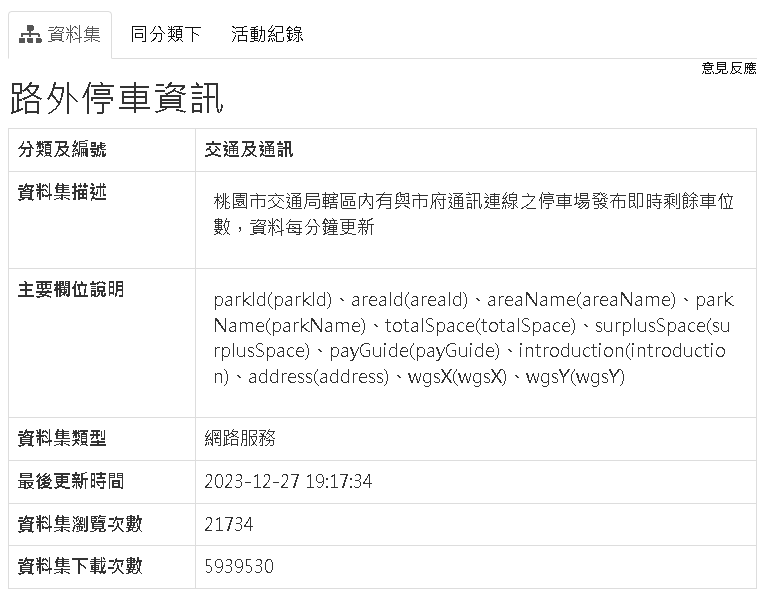 資料集 同分類下 活動紀錄
意見反應
路外停車資訊
分類及編號 交通及通訊
資料集描述
桃園市交通局轄區內有與市府通訊連線之停車場發布即時剩餘車位
數，資料每分鐘更新
主要欄位說明
parkId(parkId)、areaId(areaId)、areaName(areaName)、park
Name(parkName)、totalSpace(totalSpace)、surplusSpace(su
rplusSpace)、payGuide(payGuide)、introduction(introductio
n)、address(address)、wgsX(wgsX)、wgsY(wgsY)
資料集類型 網路服務
最後更新時間 2023-12-27 19:17:34
資料集瀏覽次數 21734
資料集下載次數 5939530